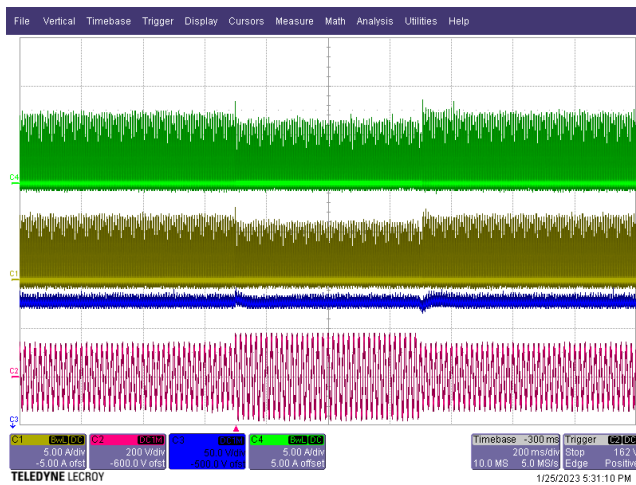 File Vertical Timebase Trigger Display Cursors Measure Math Analysis Utilities Help
C4
C1
C2
C3
C1 BwL DC
5.00 A/div
-5.00 A ofst
C2 DC1M
200 V/div
-600.0 V ofst
C4 BwL DC
5.00 A/div
5.00 A offset
Timebase -300 ms
200 ms/div
10.0 MS 5.0 MS/s
Trigger C2 DC
Stop 162 V
Edge Positive
TELEDYNE LECROY
1/25/2023 5:31:10 PM